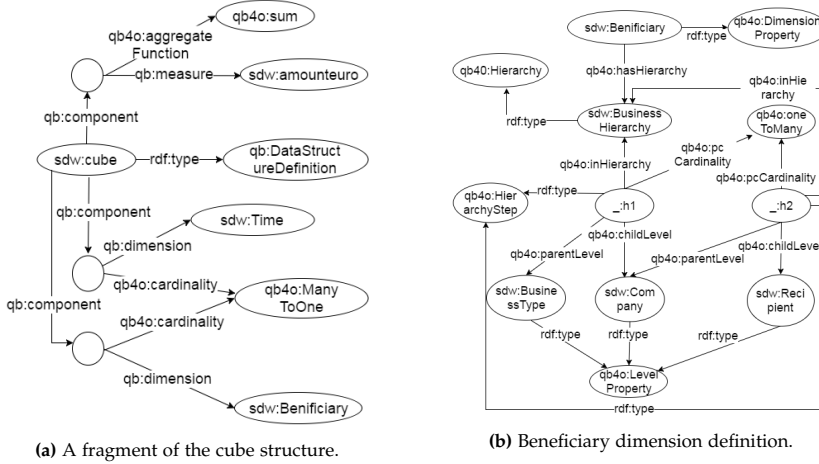 qb4o:sum
qb4o:aggregate
Function
qb:measure
sdw:amounteuro
qb:component
sdw:cube
rdf:type
qb:DataStruct
ureDefinition
qb:component
sdw:Time
qb:dimension
qb4o:cardinality
qb4o:Many
ToOne
qb:component
qb4o:cardinality
qb:dimension
sdw:Benificiary
(a) A fragment of the cube structure.
sdw:Benificiary
rdf:type
qb4o:Dimension
Property
qb4o:hasHierarchy
qb40:Hierarchy
qb4o:inHie
rarchy
rdf:type
sdw:Business
Hierarchy
qb4o:one
ToMany
qb4o:pc
Cardinality
qb4o:inHierarchy
qb4o:pcCardinality
qb4o:Hier
archyStep
rdf:type
_:h1
_:h2
qb4o:childLevel
qb4o:childLevel
qb4o:parentLevel
qb4o:parentLevel
sdw:Busine
ssType
sdw:Com
pany
sdw:Reci
pient
rdf:type
rdf:type
rdf:type
qb4o:Level
Property
rdf:type
(b) Beneficiary dimension definition.